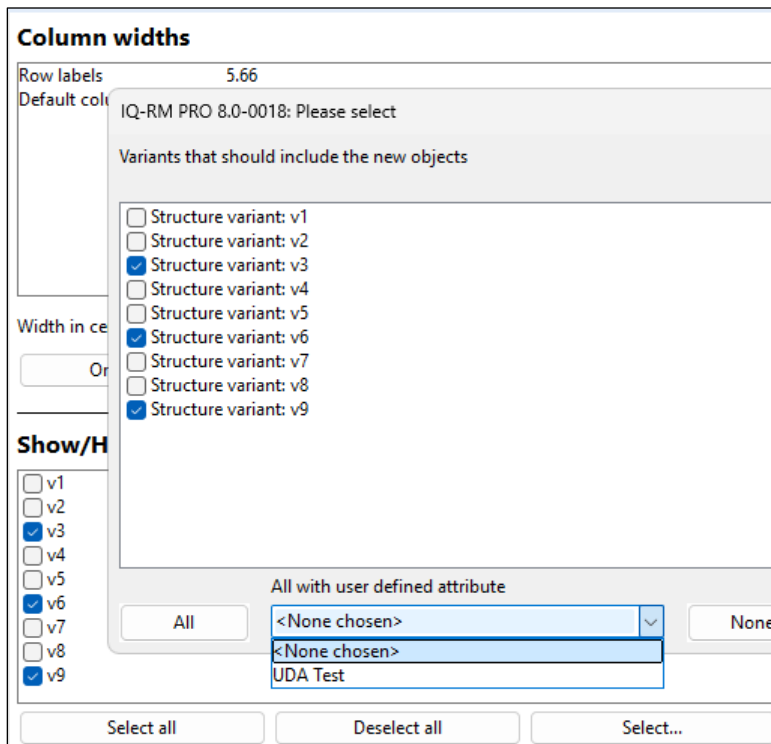 Column widths
Row labels 5.66
Default colu
IQ-RM PRO 8.0-0018: Please select
Variants that should include the new objects
Structure variant: v1
Structure variant: v2
Structure variant: v3
Structure variant: v4
Structure variant: v5
Structure variant: v6
Structure variant: v7
Structure variant: v8
Structure variant: v9
Width in ce
Or
Show/H
v1
v2
v3
v4
v5
v6
v7
v8
v9
All with user defined attribute
All
<None chosen>
None
<None chosen>
UDA Test
Select all
Deselect all
Select...